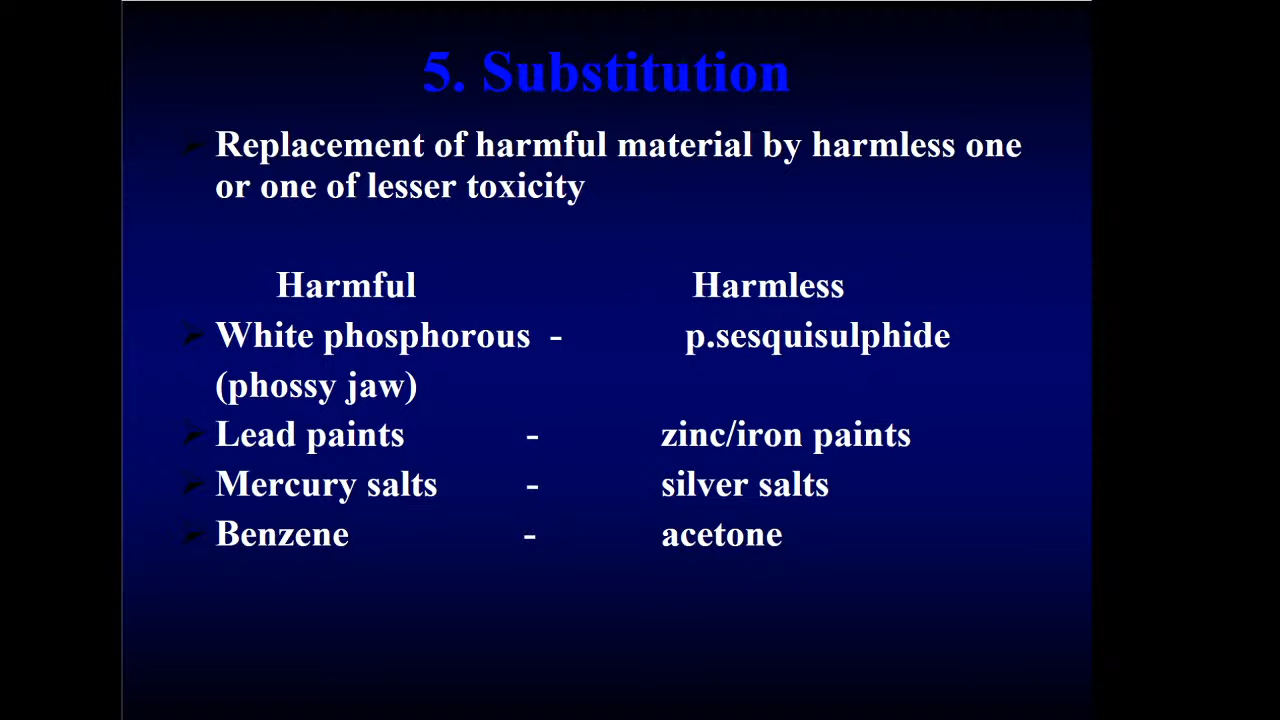 5. Substitution
Replacement of harmful material by harmless one
or one of lesser toxicity
Harmful Harmless
White phosphorous - p.sesquisulphide
(phossy jaw)
Lead paints - zinc/iron paints
Mercury salts - silver salts
Benzene - acetone